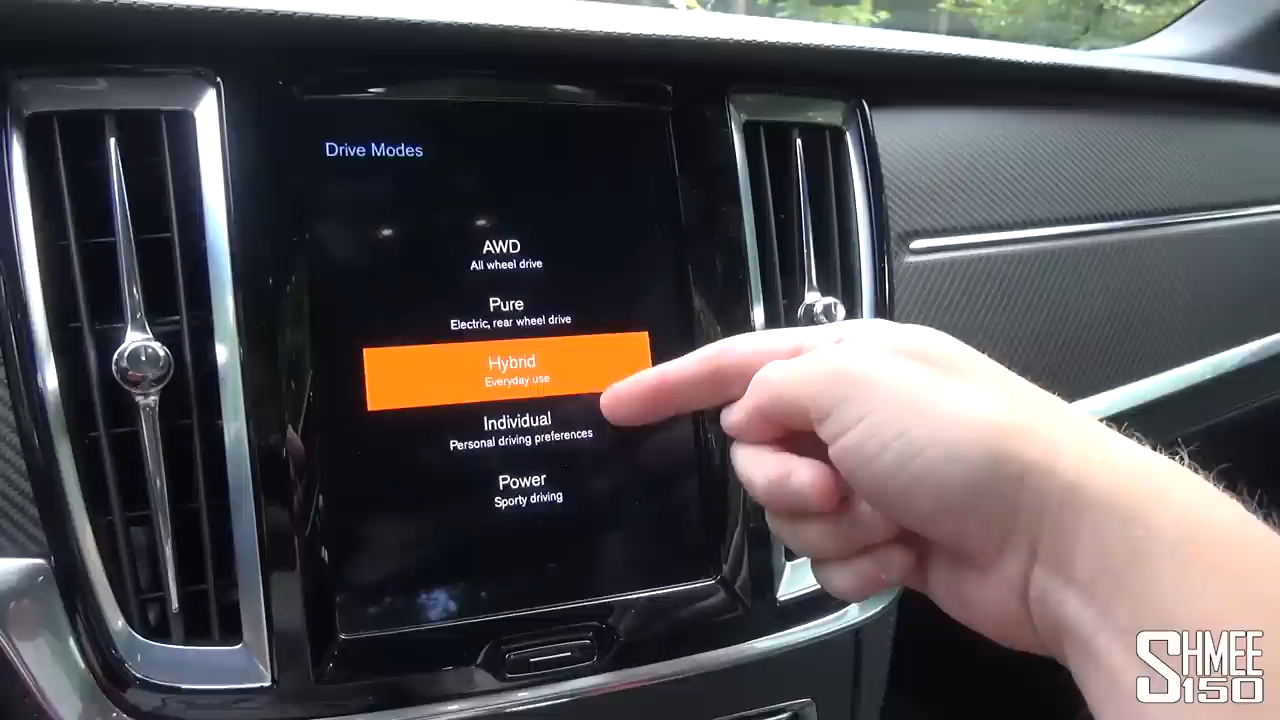 Drive Modes
AWD
All wheel drive
Pure
Electric, rear wheel drive
Hybrid
Everyday use
Individual
Personal driving preferences
Power
Sporty driving
SHMEE
150